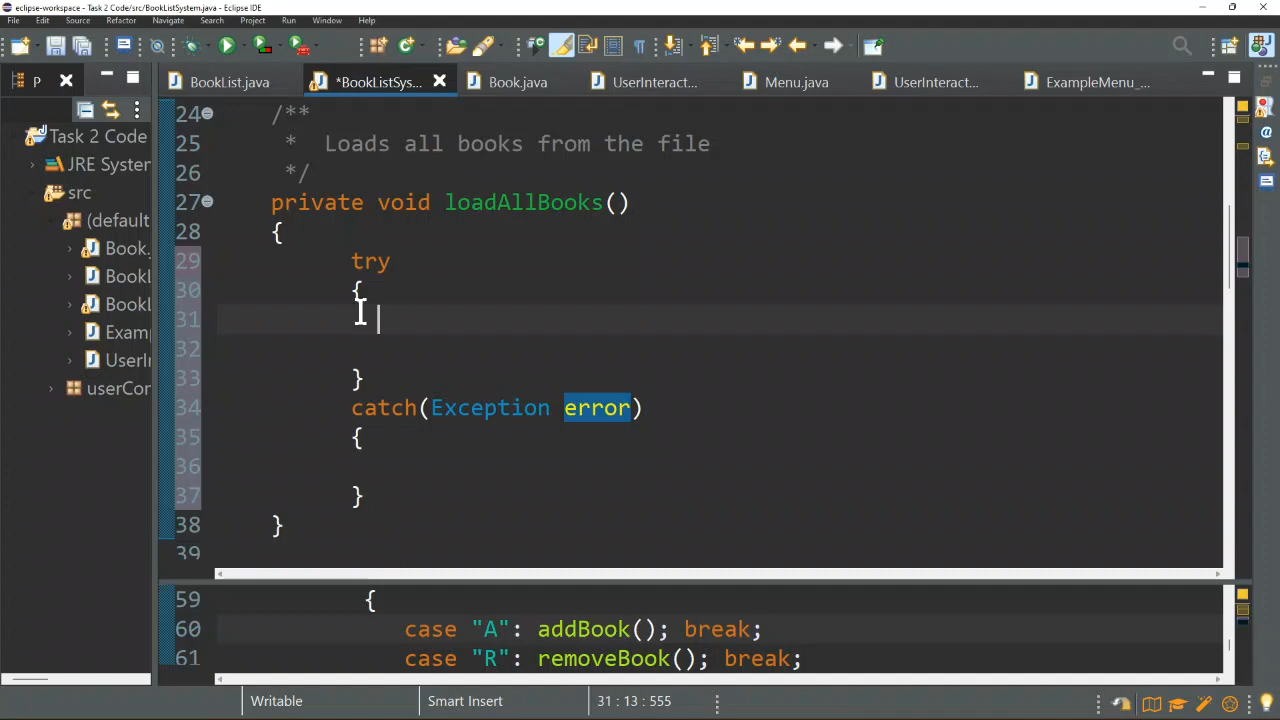 eclipse-workspace - Task 2 Code/src/BookListSystem.java - Eclipse IDE
File Edit Source Refactor Navigate Search Project Run Window Help
P BookList.java *BookListSys... Book.java UserInteract... Menu.java UserInteract... ExampleMenu_...
Task 2 Code
JRE System
src
(default
Book.
BookL
BookL
Exam
UserIn
userCon
24 /**
25 * Loads all books from the file
26 */
27 private void loadAllBooks()
28 {
29 try
30 {
31
32
33 }
34 catch(Exception error)
35 {
36
37 }
38 }
39
59 {
60 case "A": addBook(); break;
61 case "R": removeBook(); break;
Writable Smart Insert 31 : 13 : 555